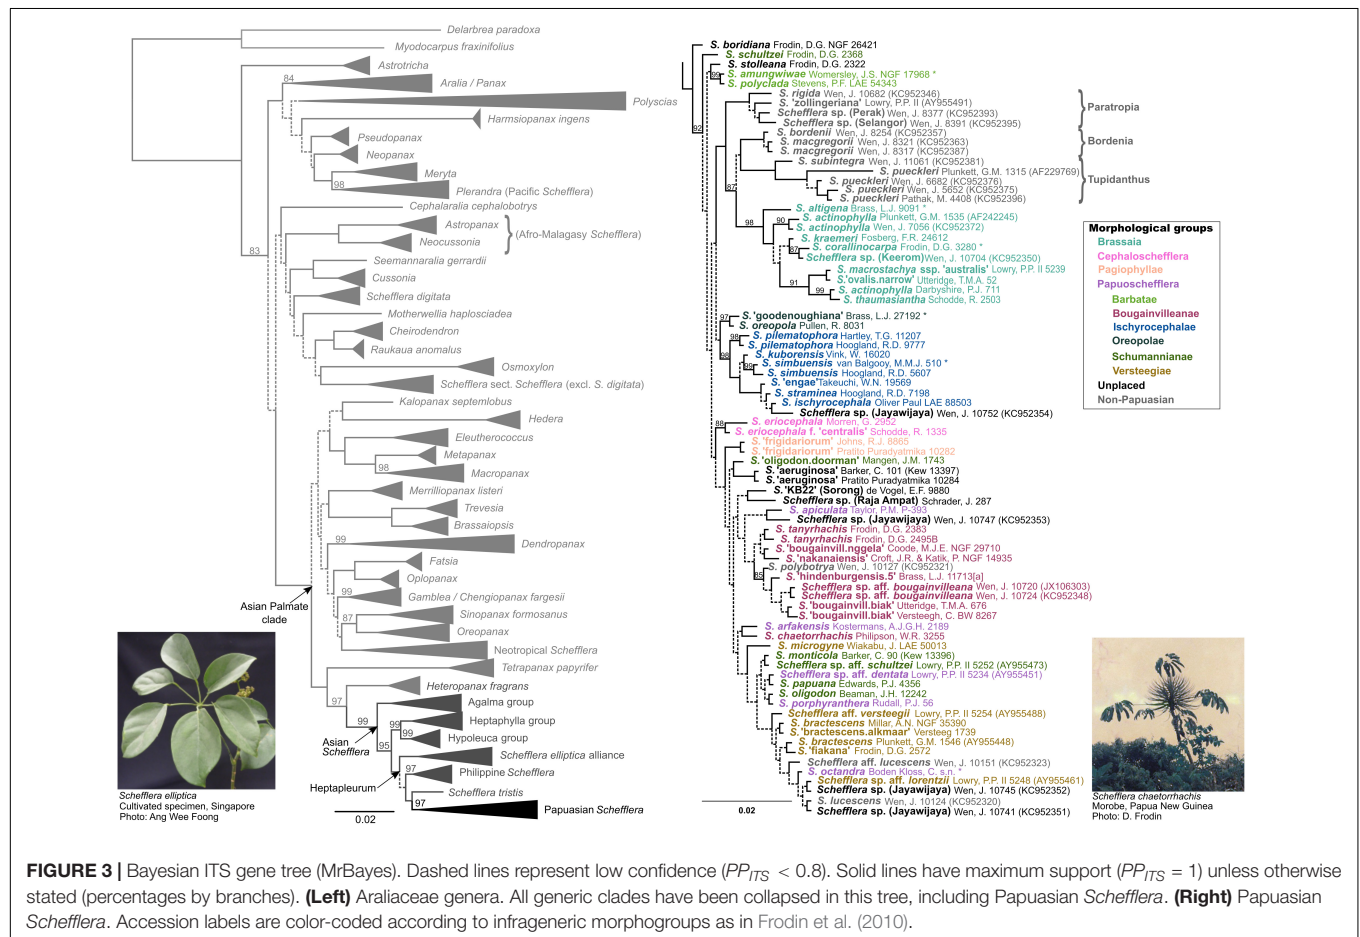 Delarbrea paradoxa
Myodocarpus fraxinifolius
Astrotricha
84
Aralia / Panax
Polyscias
Harmsiopanax ingens
Pseudopanax
Neopanax
Meryta
98
Plerandra (Pacific Schefflera)
Cephalaralia cephalobotrys
Astropanax
(Afro-Malagasy Schefflera)
Neocussonia
83
Seemannaralia gerrardii
Cussonia
Schefflera digitata
Motherwellia haplosciadea
Cheirodendron
Raukaua anomalus
Osmoxylon
Schefflera sect. Schefflera (excl. S. digitata)
Kalopanax septemlobus
Hedera
Eleutherococcus
Metapanax
98
Macropanax
Merrilliopanax listeri
Trevesia
Brassaiopsis
99
Dendropanax
Fatsia
Oplopanax
99
Gamblea / Chengiopanax fargesii
Asian Palmate
clade
Sinopanax formosanus
87
Oreopanax
Neotropical Schefflera
Tetrapanax papyrifer
Heteropanax fragrans
97
Agalma group
99
Heptaphylla group
99
99
Hypoleuca group
Asian
Schefflera
95
Schefflera elliptica alliance
97
Philippine Schefflera
Heptapleurum
Schefflera tristis
97
Papuasian Schefflera
0.02
Schefflera elliptica
Cultivated specimen, Singapore
Photo: Ang Wee Foong
S. boridiana Frodin, D.G. NGF 26421
S. schultzei Frodin, D.G. 2368
S. stolleana Frodin, D.G. 2322
99
S. amungwiwae Womersley, J.S. NGF 17968 *
S. polyclada Stevens, P.F. LAE 54343
S. rigida Wen, J. 10682 (KC952346)
S. 'zollingeriana' Lowry, P.P. II (AY955491)
Schefflera sp. (Perak) Wen, J. 8377 (KC952393)
Schefflera sp. (Selangor) Wen, J. 8391 (KC952395)
Paratropia
92
S. bordenii Wen, J. 8254 (KC952357)
S. macgregorii Wen, J. 8321 (KC952363)
S. macgregorii Wen, J. 8317 (KC952387)
Bordenia
S. subintegra Wen, J. 11061 (KC952381)
S. pueckleri Plunkett, G.M. 1315 (AF229769)
S. pueckleri Wen, J. 6682 (KC952376)
S. pueckleri Wen, J. 5652 (KC952375)
S. pueckleri Pathak, M. 4408 (KC952396)
Tupidanthus
87
S. altigena Brass, L.J. 9091 *
98
90
S. actinophylla Plunkett, G.M. 1535 (AF242245)
S. actinophylla Wen, J. 7056 (KC952372)
S. kraemeri Fosberg, F.R. 24612
87
S. corallinocarpa Frodin, D.G. 3280 *
Schefflera sp. (Keerom)Wen, J. 10704 (KC952350)
S. macrostachya ssp. 'australis' Lowry, P.P. II 5239
S.'ovalis.narrow' Utteridge, T.M.A. 52
91
99
S. actinophylla Darbyshire, P.J. 711
S. thaumasiantha Schodde, R. 2503
97
S.'goodenoughiana' Brass, L.J. 27192 *
S. oreopola Pullen, R. 8031
98
S. pilematophora Hartley, T.G. 11207
S. pilematophora Hoogland, R.D. 9777
98
S. kuborensis Vink, W. 16020
99
S. simbuensis van Balgooy, M.M.J. 510 *
S. simbuensis Hoogland, R.D. 5607
S. 'engae'Takeuchi, W.N. 19569
S. straminea Hoogland, R.D. 7198
S. ischyrocephala Oliver Paul LAE 88503
Schefflera sp. (Jayawijaya) Wen, J. 10752 (KC952354)
88
S. eriocephala Morren, G. 2952
S. eriocephala f. 'centralis' Schodde, R. 1335
S.'frigidariorum' Johns, R.J. 8865
S. 'frigidariorum' Pratito Puradyatmika 10282
S.'oligodon.doorman' Mangen, J.M. 1743
S.'aeruginosa' Barker, C. 101 (Kew 13397)
S.'aeruginosa' Pratito Puradyatmika 10284
S.'KB22' (Sorong) de Vogel, E.F. 9880
Schefflera sp. (Raja Ampat) Schrader, J. 287
S. apiculata Taylor, P.M. P-393
Schefflera sp. (Jayawijaya) Wen, J. 10747 (KC952353)
S. tanyrhachis Frodin, D.G. 2383
S. tanyrhachis Frodin, D.G. 2495B
S.'bougainvill.nggela' Coode, M.J.E. NGF 29710
S.'nakanaiensis' Croft, J.R. & Katik, P. NGF 14935
S. polybotrya Wen, J. 10127 (KC952321)
85
S.'hindenburgensis.5' Brass, L.J. 11713[a]
Schefflera sp. aff. bougainvilleana Wen, J. 10720 (JX106303)
Schefflera sp. aff. bougainvilleana Wen, J. 10724 (KC952348)
S.'bougainvill.biak' Utteridge, T.M.A. 676
S.'bougainvill.biak' Versteegh, C. BW 8267
S. arfakensis Kostermans, A.J.G.H. 2189
S. chaetorrhachis Philipson, W.R. 3255
S. microgyne Wiakabu, J. LAE 50013
S. monticola Barker, C. 90 (Kew 13396)
Schefflera sp. aff. schultzei Lowry, P.P. II 5252 (AY955473)
Schefflera sp. aff. dentata Lowry, P.P. II 5234 (AY955451)
S. papuana Edwards, P.J. 4356
S. oligodon Beaman, J.H. 12242
S. porphyranthera Rudall, P.J. 56
Schefflera aff. versteegii Lowry, P.P. II 5254 (AY955488)
S. bractescens Millar, A.N. NGF 35390
S.'bractescens.alkmaar' Versteeg 1739
S. bractescens Plunkett, G.M. 1546 (AY955448)
S.'fiakana' Frodin, D.G. 2572
Schefflera aff. lucescens Wen, J. 10151 (KC952323)
S. octandra Boden Kloss, C. s.n. *
Schefflera sp. aff. lorentzii Lowry, P.P. II 5248 (AY955461)
Schefflera sp. (Jayawijaya) Wen, J. 10745 (KC952352)
S. lucescens Wen, J. 10124 (KC952320)
Schefflera sp. (Jayawijaya) Wen, J. 10741 (KC952351)
0.02
Morphological groups
Brassaia
Cephaloschefflera
Pagiophyllae
Papuoschefflera
Barbatae
Bougainvilleanae
Ischyrocephalae
Oreopolae
Schumannianae
Versteegiae
Unplaced
Non-Papuasian
Schefflera chaetorrhachis
Morobe, Papua New Guinea
Photo: D. Frodin
FIGURE 3 | Bayesian ITS gene tree (MrBayes). Dashed lines represent low confidence (PPITS < 0.8). Solid lines have maximum support (PPITS = 1) unless otherwise
stated (percentages by branches). (Left) Araliaceae genera. All generic clades have been collapsed in this tree, including Papuasian Schefflera. (Right) Papuasian
Schefflera. Accession labels are color-coded according to infrageneric morphogroups as in Frodin et al. (2010).